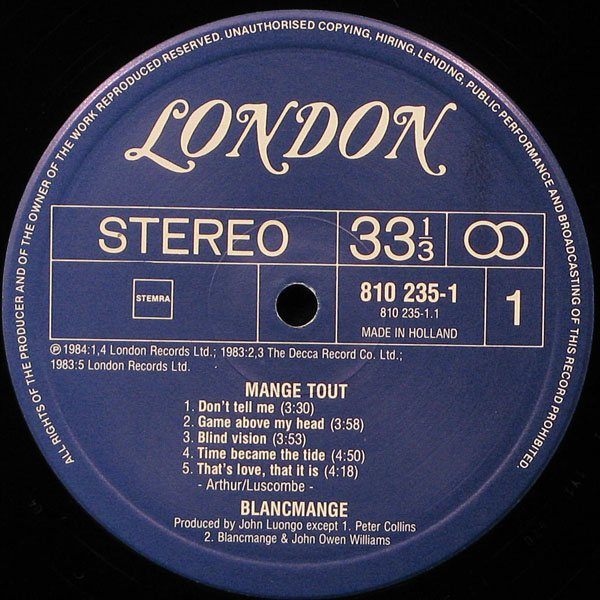 ALL RIGHTS OF THE PRODUCER AND OF THE OWNER OF THE WORK REPRODUCED RESERVED. UNAUTHORISED COPYING, HIRING, LENDING, PUBLIC PERFORMANCE AND BROADCASTING OF THIS RECORD PROHIBITED.
LONDON
STEREO 33 1/3
STEMRA
810 235-1
810 235-1.1
MADE IN HOLLAND
1
℗ 1984:1,4 London Records Ltd.; 1983:2,3 The Decca Record Co. Ltd.;
1983:5 London Records Ltd.
MANGE TOUT
1. Don't tell me (3:30)
2. Game above my head (3:58)
3. Blind vision (3:53)
4. Time became the tide (4:50)
5. That's love, that it is (4:18)
- Arthur/Luscombe -
BLANCMANGE
Produced by John Luongo except 1. Peter Collins
2. Blancmange & John Owen Williams